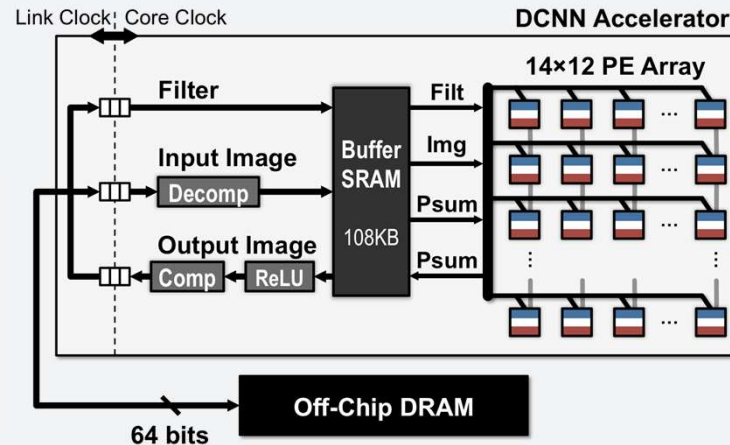 Link Clock Core Clock DCNN Accelerator
14×12 PE Array
Filter Filt
Input Image Img
Decomp
Buffer
SRAM
108KB
Psum
Output Image Psum
Comp ReLU
...
...
...
...
⋮ ⋮
Off-Chip DRAM
64 bits